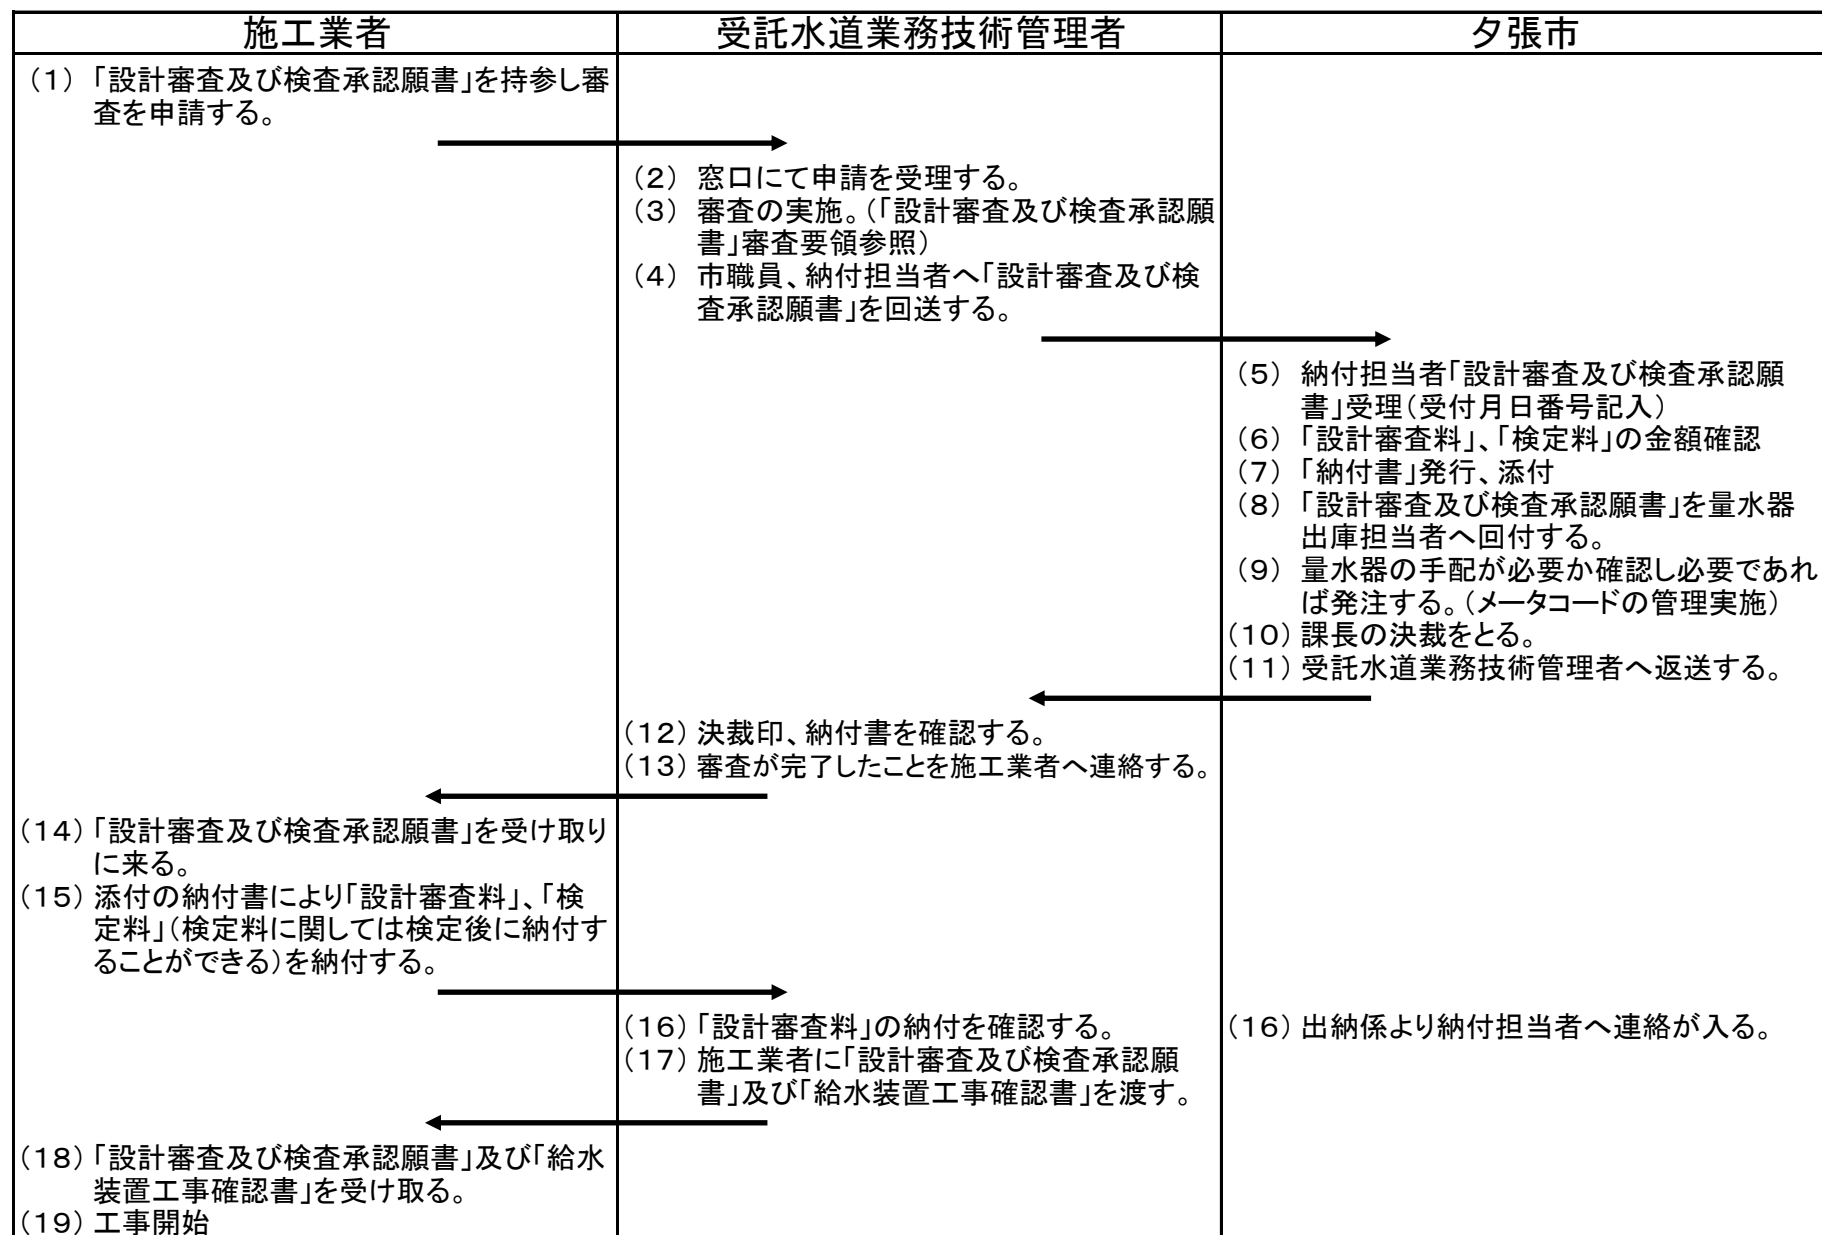 施工業者
受託水道業務技術管理者
夕張市
(1) 「設計審査及び検査承認願書」を持参し審
査を申請する。
(2) 窓口にて申請を受理する。
(3) 審査の実施。(「設計審査及び検査承認願
書」審査要領参照)
(4) 市職員、納付担当者へ「設計審査及び検
査承認願書」を回送する。
(5) 納付担当者「設計審査及び検査承認願
書」受理(受付月日番号記入)
(6) 「設計審査料」、「検定料」の金額確認
(7) 「納付書」発行、添付
(8) 「設計審査及び検査承認願書」を量水器
出庫担当者へ回付する。
(9) 量水器の手配が必要か確認し必要であれ
ば発注する。(メータコードの管理実施)
(10) 課長の決裁をとる。
(11) 受託水道業務技術管理者へ返送する。
(12) 決裁印、納付書を確認する。
(13) 審査が完了したことを施工業者へ連絡する。
(14) 「設計審査及び検査承認願書」を受け取り
に来る。
(15) 添付の納付書により「設計審査料」、「検
定料」(検定料に関しては検定後に納付す
ることができる)を納付する。
(16) 「設計審査料」の納付を確認する。
(16) 出納係より納付担当者へ連絡が入る。
(17) 施工業者に「設計審査及び検査承認願
書」及び「給水装置工事確認書」を渡す。
(18) 「設計審査及び検査承認願書」及び「給水
装置工事確認書」を受け取る。
(19) 工事開始